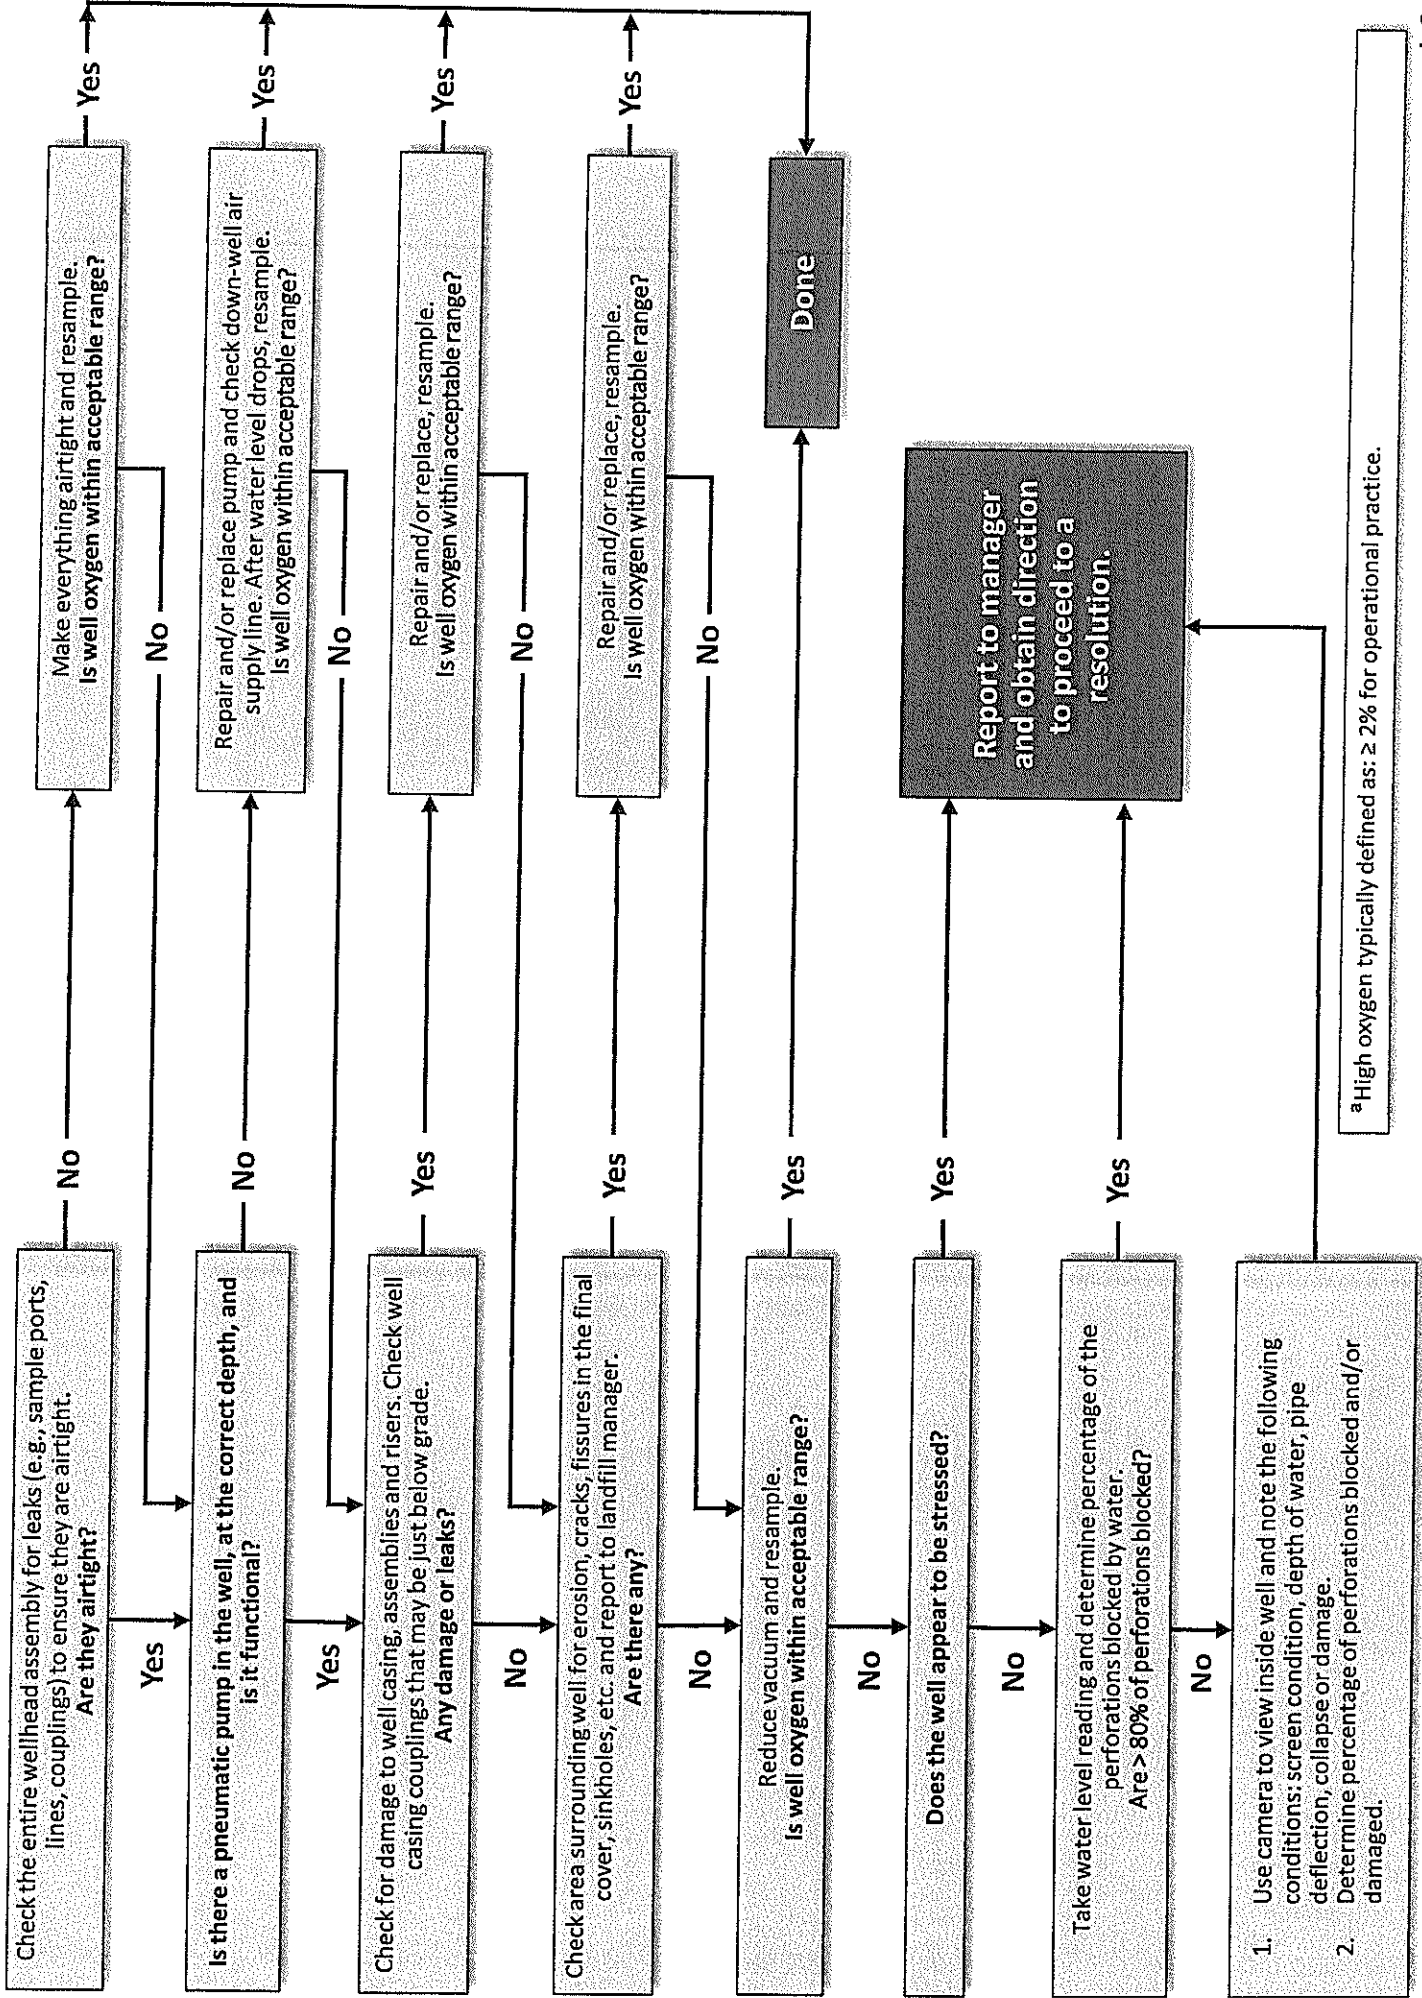 Check the entire wellhead assembly for leaks (e.g., sample ports,
lines, couplings) to ensure they are airtight.
Are they airtight?
No
Make everything airtight and resample.
Is well oxygen within acceptable range?
Yes
Yes
No
Is there a pneumatic pump in the well, at the correct depth, and
is it functional?
No
Repair and/or replace pump and check down-well air
supply line. After water level drops, resample.
Is well oxygen within acceptable range?
Yes
Yes
No
Check for damage to well casing, assemblies and risers. Check well
casing couplings that may be just below grade.
Any damage or leaks?
Yes
Repair and/or replace, resample.
Is well oxygen within acceptable range?
Yes
No
No
Check area surrounding well for erosion, cracks, fissures in the final
cover, sinkholes, etc. and report to landfill manager.
Are there any?
Yes
Repair and/or replace, resample.
Is well oxygen within acceptable range?
Yes
No
No
Reduce vacuum and resample.
Is well oxygen within acceptable range?
Yes
Done
No
Does the well appear to be stressed?
Yes
Report to manager
and obtain direction
to proceed to a
resolution.
No
Take water level reading and determine percentage of the
perforations blocked by water.
Are > 80% of perforations blocked?
Yes
No
1. Use camera to view inside well and note the following
conditions: screen condition, depth of water, pipe
deflection, collapse or damage.
2. Determine percentage of perforations blocked and/or
damaged.
ªHigh oxygen typically defined as: ≥ 2% for operational practice.